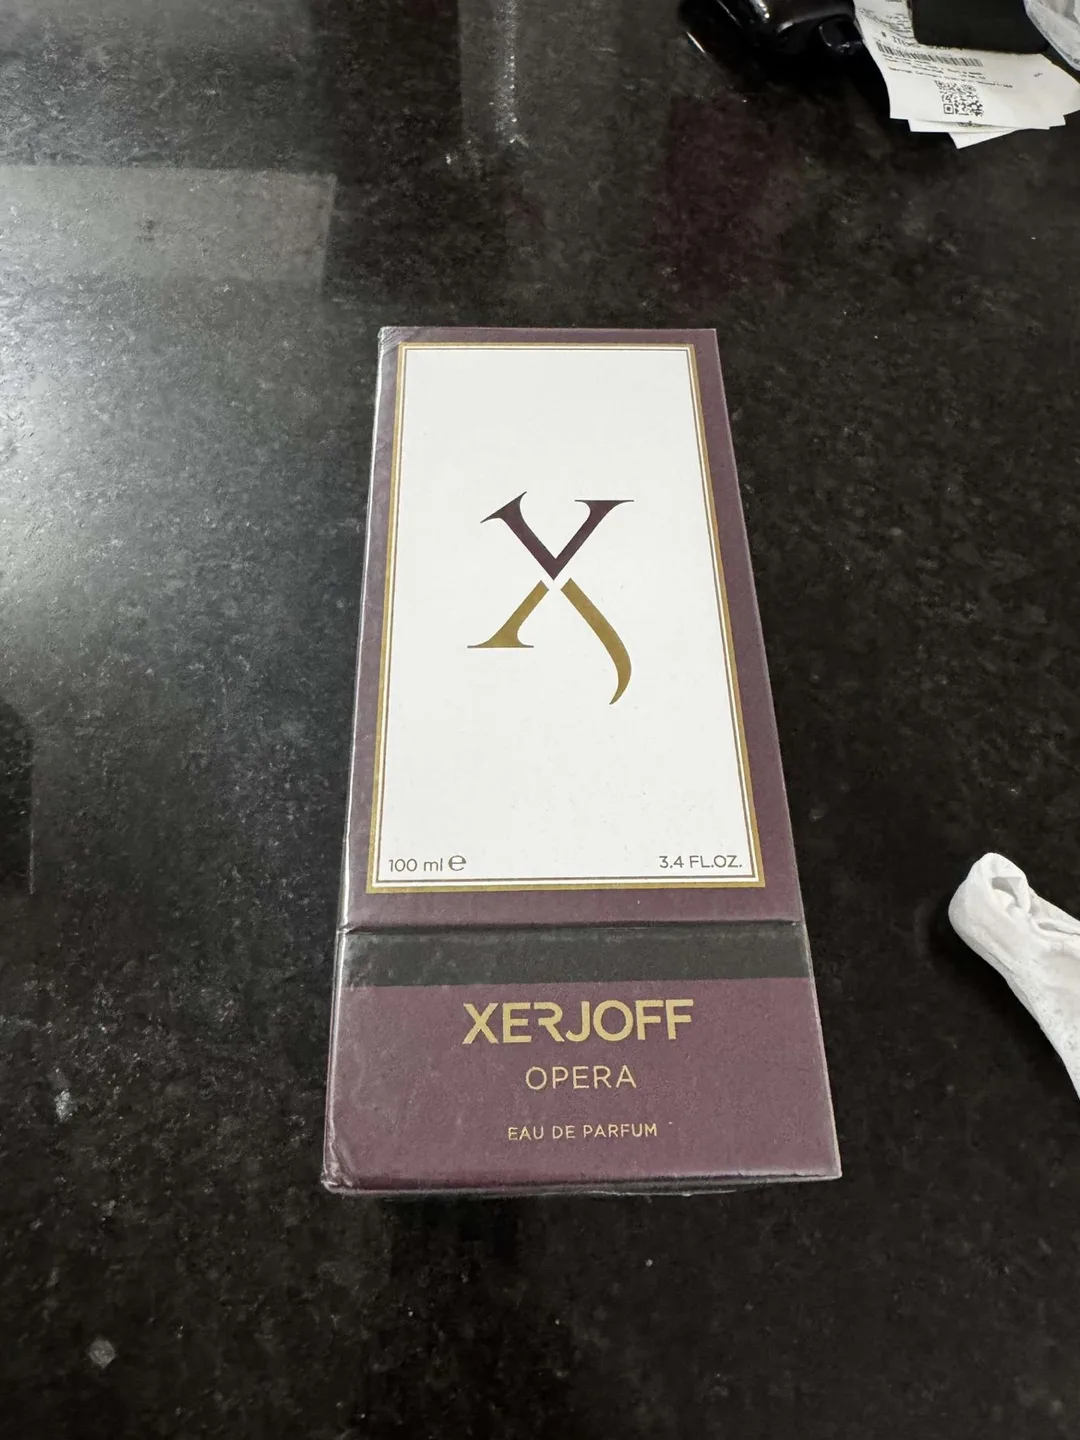 X
100 ml ℮ 3.4 FL.OZ.
XERJOFF
OPERA
EAU DE PARFUM